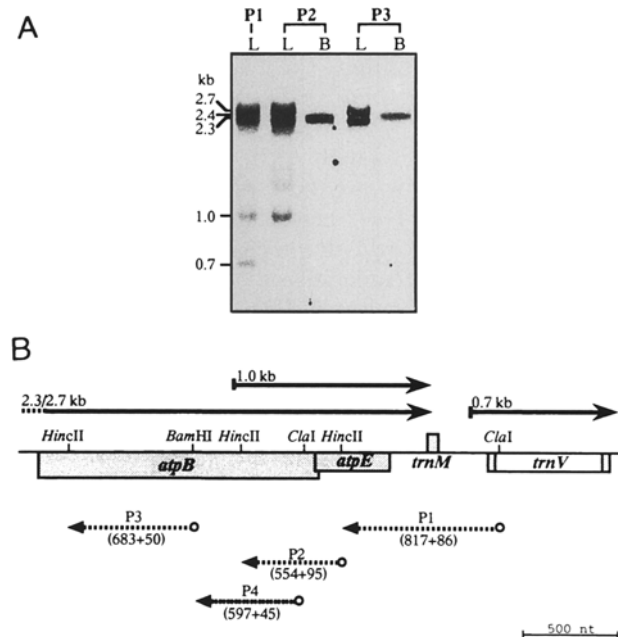 A
P1 P2 P3
L L B L B
kb
2.7
2.4
2.3
1.0
0.7
B
1.0 kb
0.7 kb
2.3/2.7 kb
HincII BamHI HincII ClaI HincII ClaI
atpB atpE trnM trnV
P3 P1
(683+50) (817+86)
P2
(554+95)
P4
(597+45)
500 nt